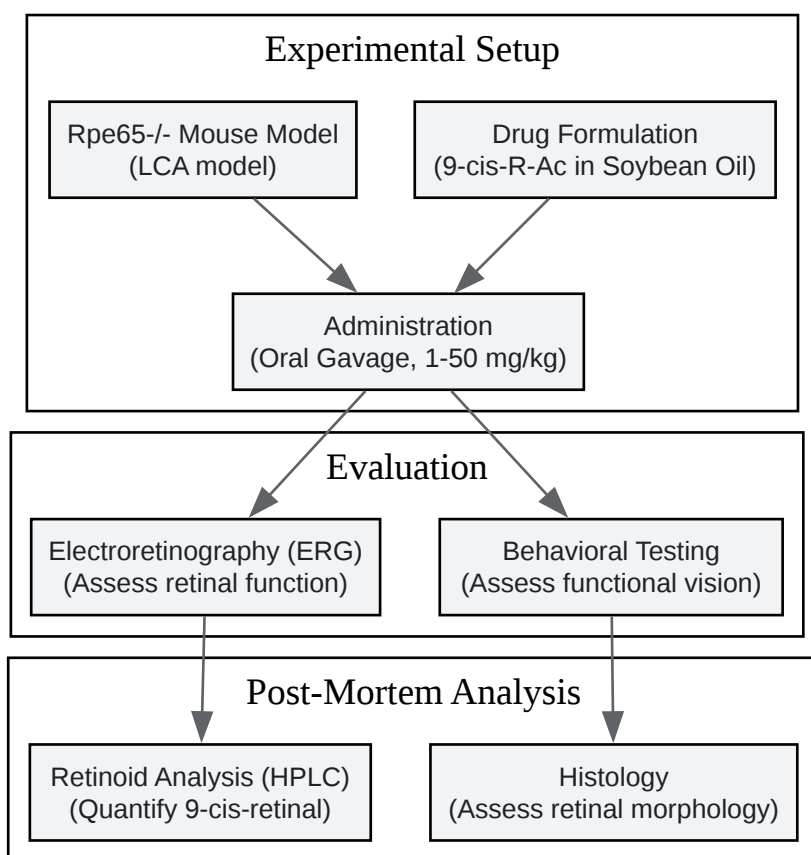 Experimental Setup
Rpe65-/- Mouse Model
(LCA model)
Drug Formulation
(9-cis-R-Ac in Soybean Oil)
Administration
(Oral Gavage, 1-50 mg/kg)
Evaluation
Electroretinography (ERG)
(Assess retinal function)
Behavioral Testing
(Assess functional vision)
Post-Mortem Analysis
Retinoid Analysis (HPLC)
(Quantify 9-cis-retinal)
Histology
(Assess retinal morphology)